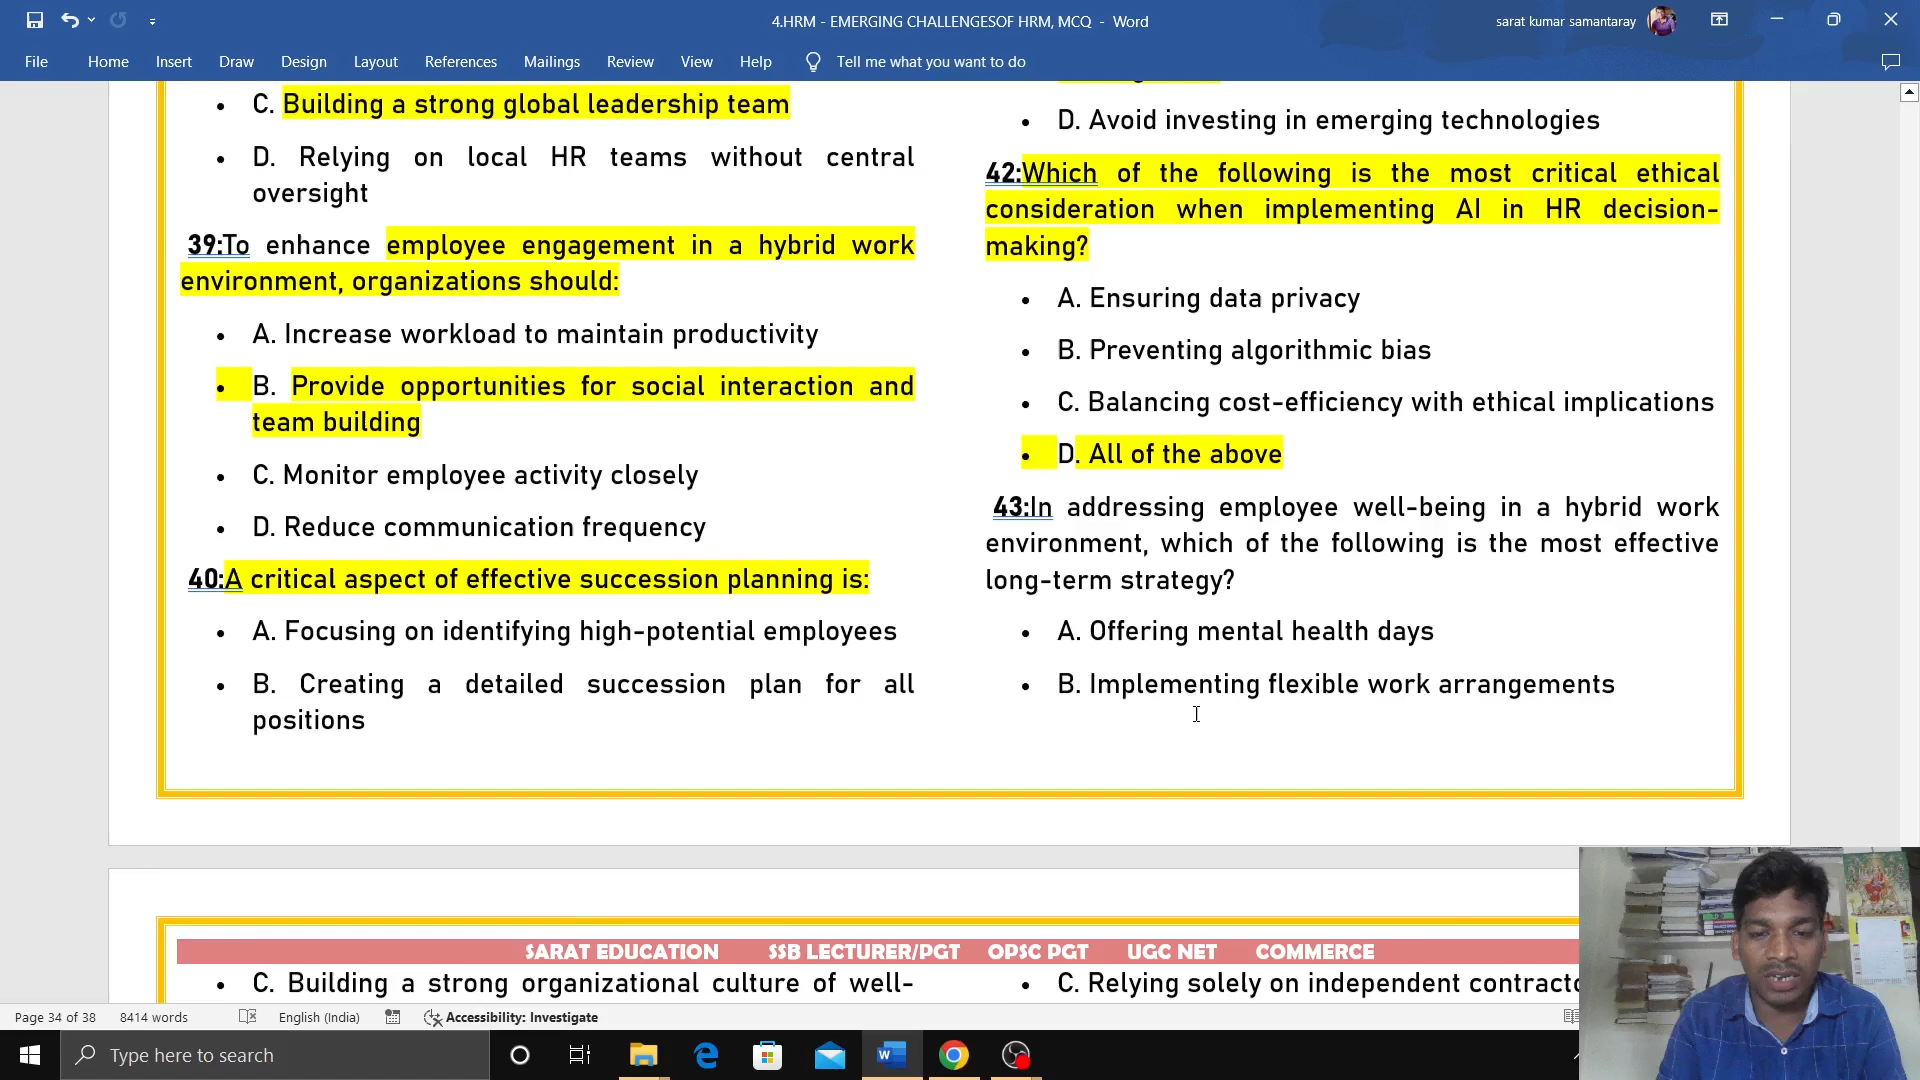 4.HRM - EMERGING CHALLENGESOF HRM, MCQ - Word
sarat kumar samantaray
File Home Insert Draw Design Layout References Mailings Review View Help Tell me what you want to do
• C. Building a strong global leadership team
• D. Relying on local HR teams without central
oversight
39:To enhance employee engagement in a hybrid work
environment, organizations should:
• A. Increase workload to maintain productivity
• B. Provide opportunities for social interaction and
team building
• C. Monitor employee activity closely
• D. Reduce communication frequency
40:A critical aspect of effective succession planning is:
• A. Focusing on identifying high-potential employees
• B. Creating a detailed succession plan for all
positions
• D. Avoid investing in emerging technologies
42:Which of the following is the most critical ethical
consideration when implementing AI in HR decision-
making?
• A. Ensuring data privacy
• B. Preventing algorithmic bias
• C. Balancing cost-efficiency with ethical implications
• D. All of the above
43:In addressing employee well-being in a hybrid work
environment, which of the following is the most effective
long-term strategy?
• A. Offering mental health days
• B. Implementing flexible work arrangements
SARAT EDUCATION SSB LECTURER/PGT OPSC PGT UGC NET COMMERCE
• C. Building a strong organizational culture of well-
• C. Relying solely on independent
Page 34 of 38 8414 words English (India) Accessibility: Investigate
Type here to search